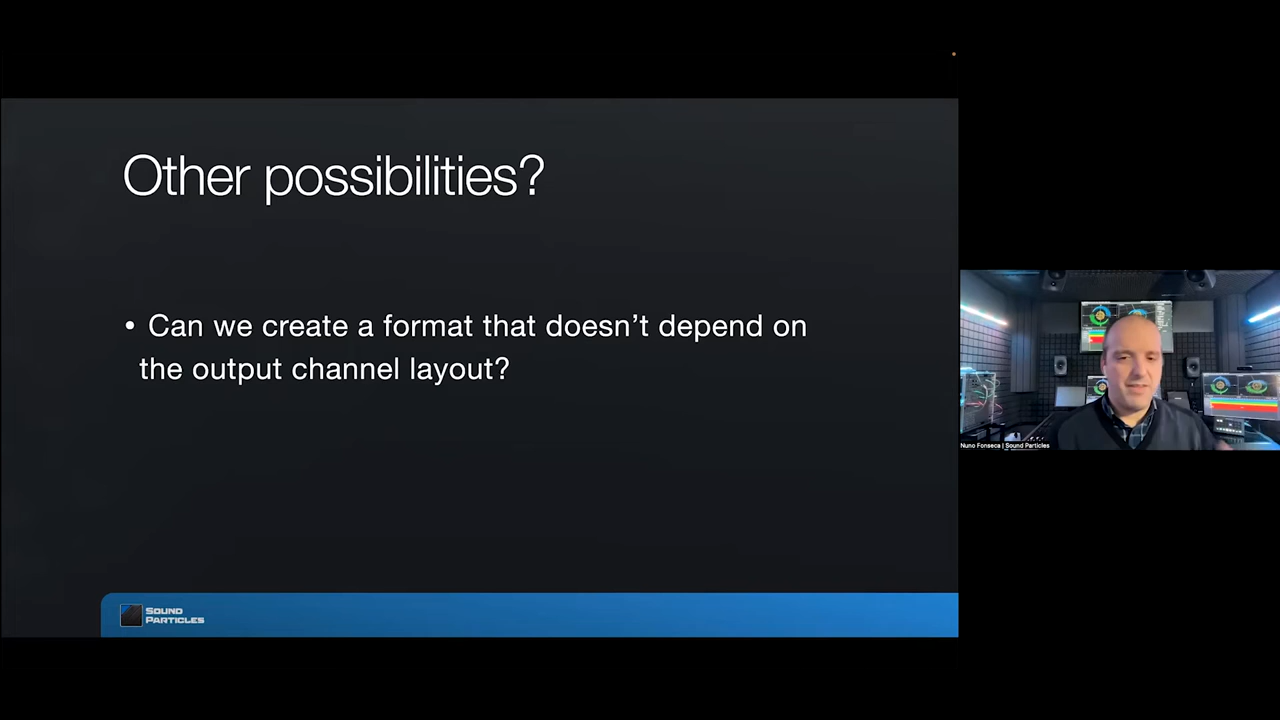 Other possibilities?
• Can we create a format that doesn’t depend on
the output channel layout?
SOUND
PARTICLES
Nuno Fonseca | Sound Particles